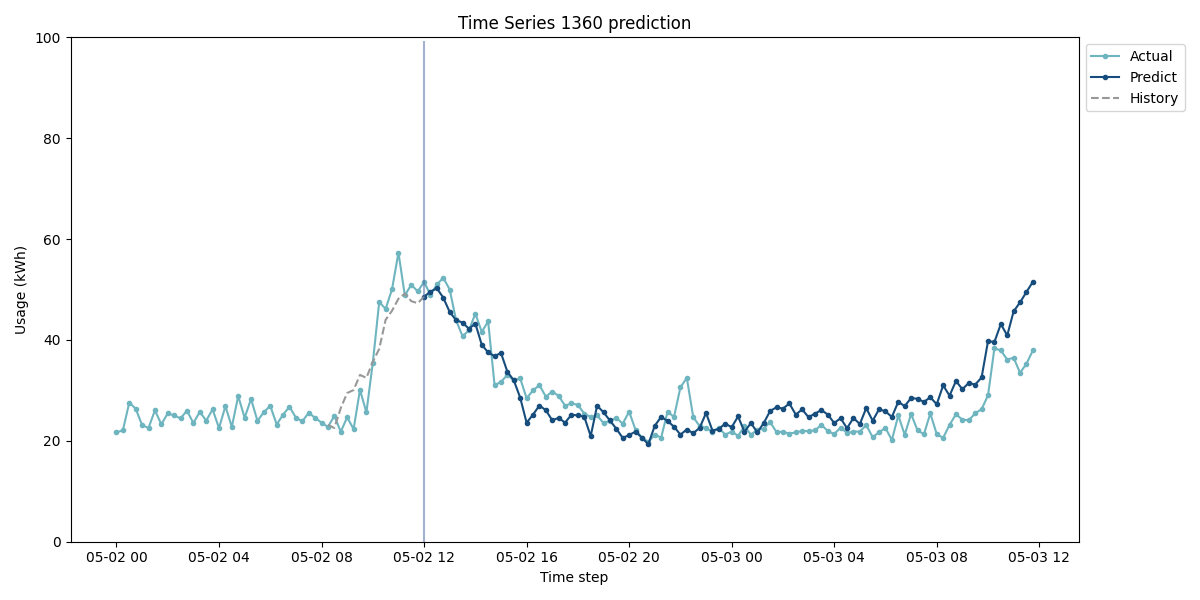 Time Series 1360 prediction
Usage (kWh)
100
80
60
40
20
0
05-02 00
05-02 04
05-02 08
05-02 12
05-02 16
05-02 20
05-03 00
05-03 04
05-03 08
05-03 12
Time step
Actual
Predict
History